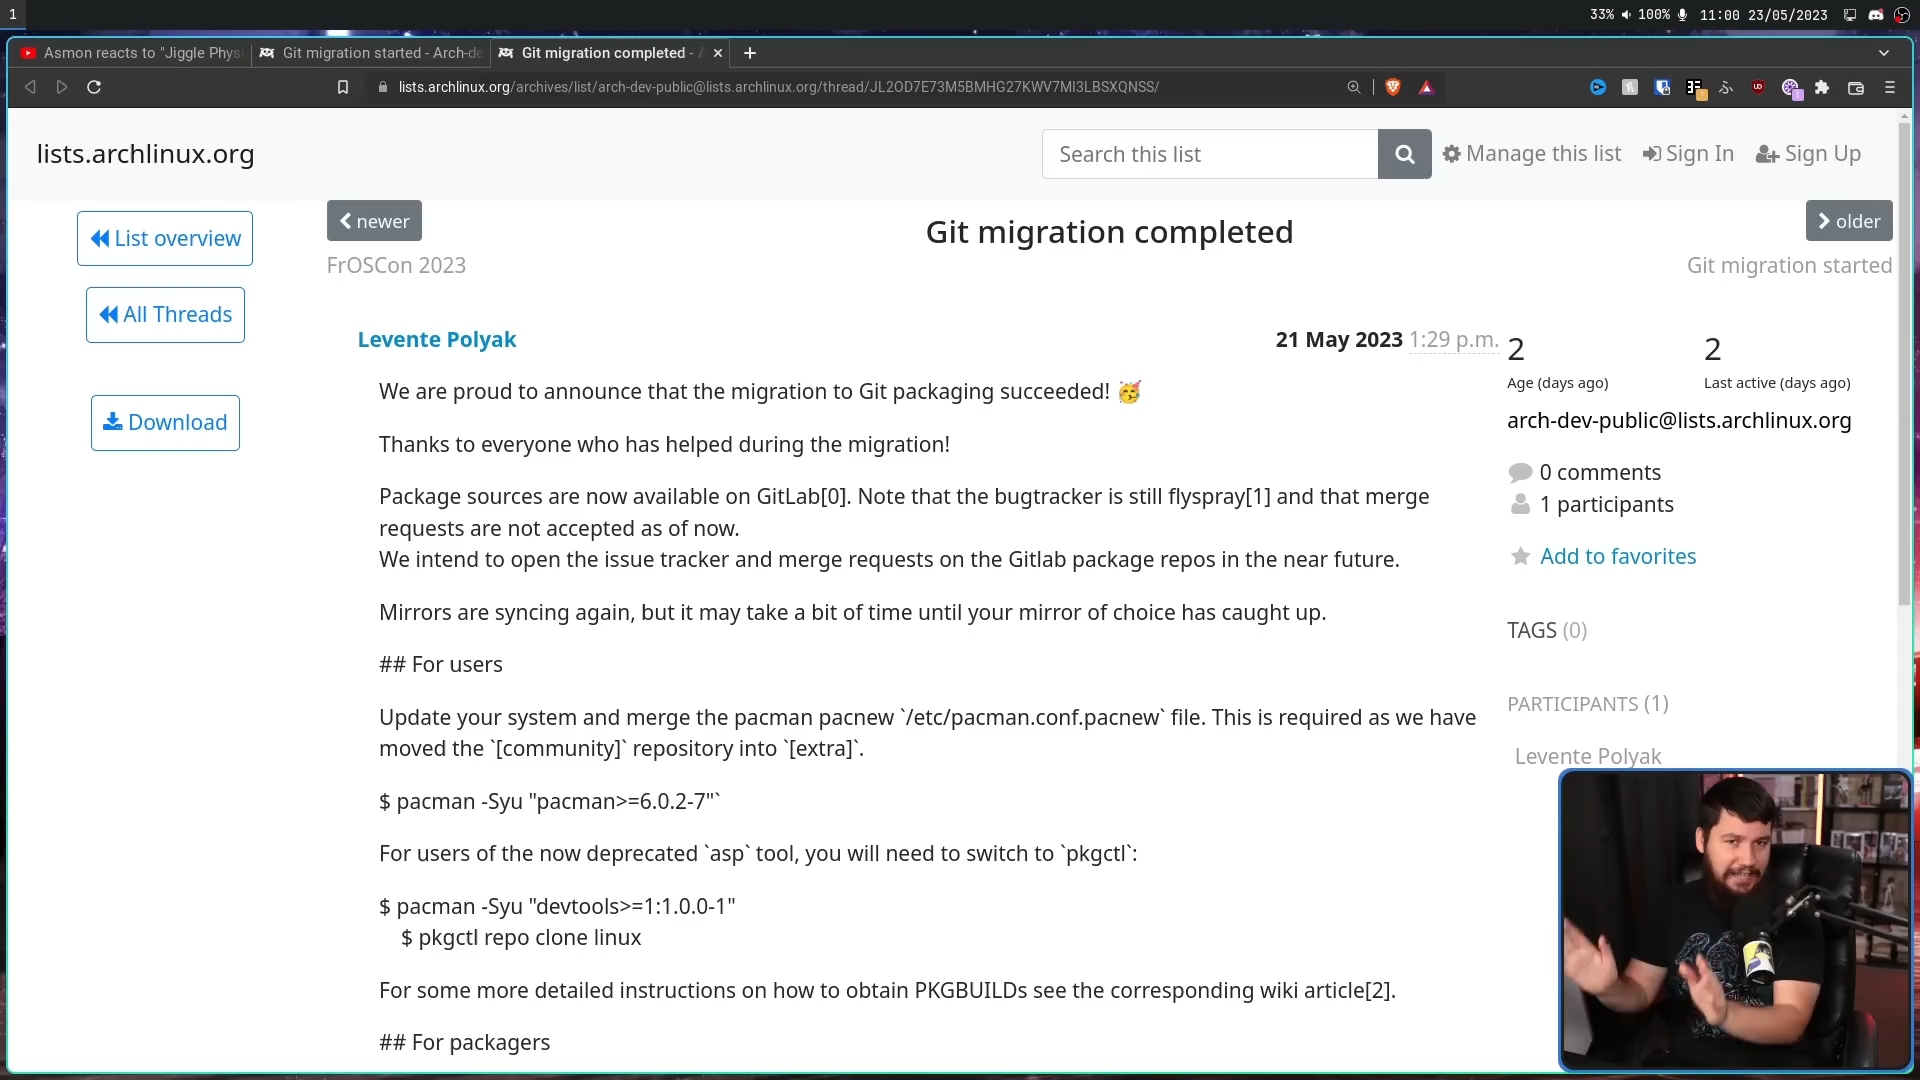 1
33% 100% 11:00 23/05/2023
Asmon reacts to "Jiggle Phys
Git migration started - Arch-de
Git migration completed -
lists.archlinux.org/archives/list/arch-dev-public@lists.archlinux.org/thread/JL2OD7E73M5BMHG27KWV7MI3LBSXQNSS/
lists.archlinux.org
Search this list
Manage this list
Sign In
Sign Up
List overview
All Threads
Download
newer
FrOSCon 2023
Git migration completed
older
Git migration started
Levente Polyak
21 May 2023 1:29 p.m.
We are proud to announce that the migration to Git packaging succeeded! 🥳
Thanks to everyone who has helped during the migration!
Package sources are now available on GitLab[0]. Note that the bugtracker is still flyspray[1] and that merge
requests are not accepted as of now.
We intend to open the issue tracker and merge requests on the Gitlab package repos in the near future.
Mirrors are syncing again, but it may take a bit of time until your mirror of choice has caught up.
## For users
Update your system and merge the pacman pacnew `/etc/pacman.conf.pacnew` file. This is required as we have
moved the `[community]` repository into `[extra]`.
$ pacman -Syu "pacman>=6.0.2-7"`
For users of the now deprecated `asp` tool, you will need to switch to `pkgctl`:
$ pacman -Syu "devtools>=1:1.0.0-1"
$ pkgctl repo clone linux
For some more detailed instructions on how to obtain PKGBUILDs see the corresponding wiki article[2].
## For packagers
2
Age (days ago)
2
Last active (days ago)
arch-dev-public@lists.archlinux.org
0 comments
1 participants
Add to favorites
TAGS (0)
PARTICIPANTS (1)
Levente Polyak